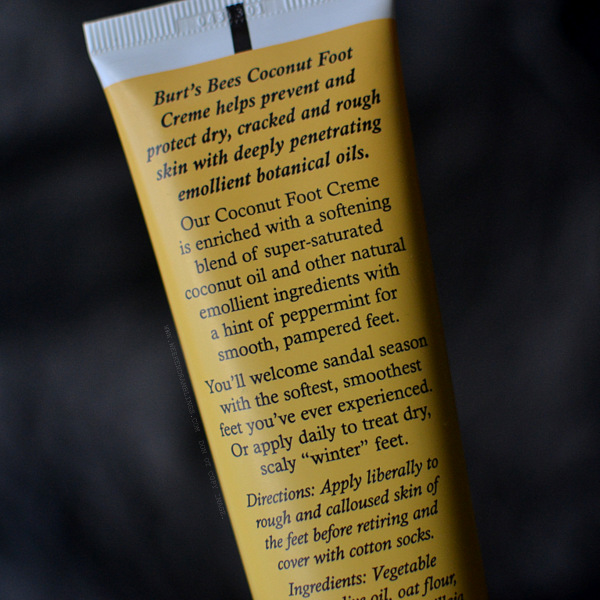 Burt's Bees Coconut Foot
Creme helps prevent and
protect dry, cracked and rough
skin with deeply penetrating
emollient botanical oils.
Our Coconut Foot Creme
is enriched with a softening
blend of super-saturated
coconut oil and other natural
emollient ingredients with
a hint of peppermint for
smooth, pampered feet.
You'll welcome sandal season
with the softest, smoothest
feet you've ever experienced.
Or apply daily to treat dry,
scaly "winter" feet.
Directions: Apply liberally to
rough and calloused skin of
the feet before retiring and
cover with cotton socks.
Ingredients: Vegetable
oil, oat flour,